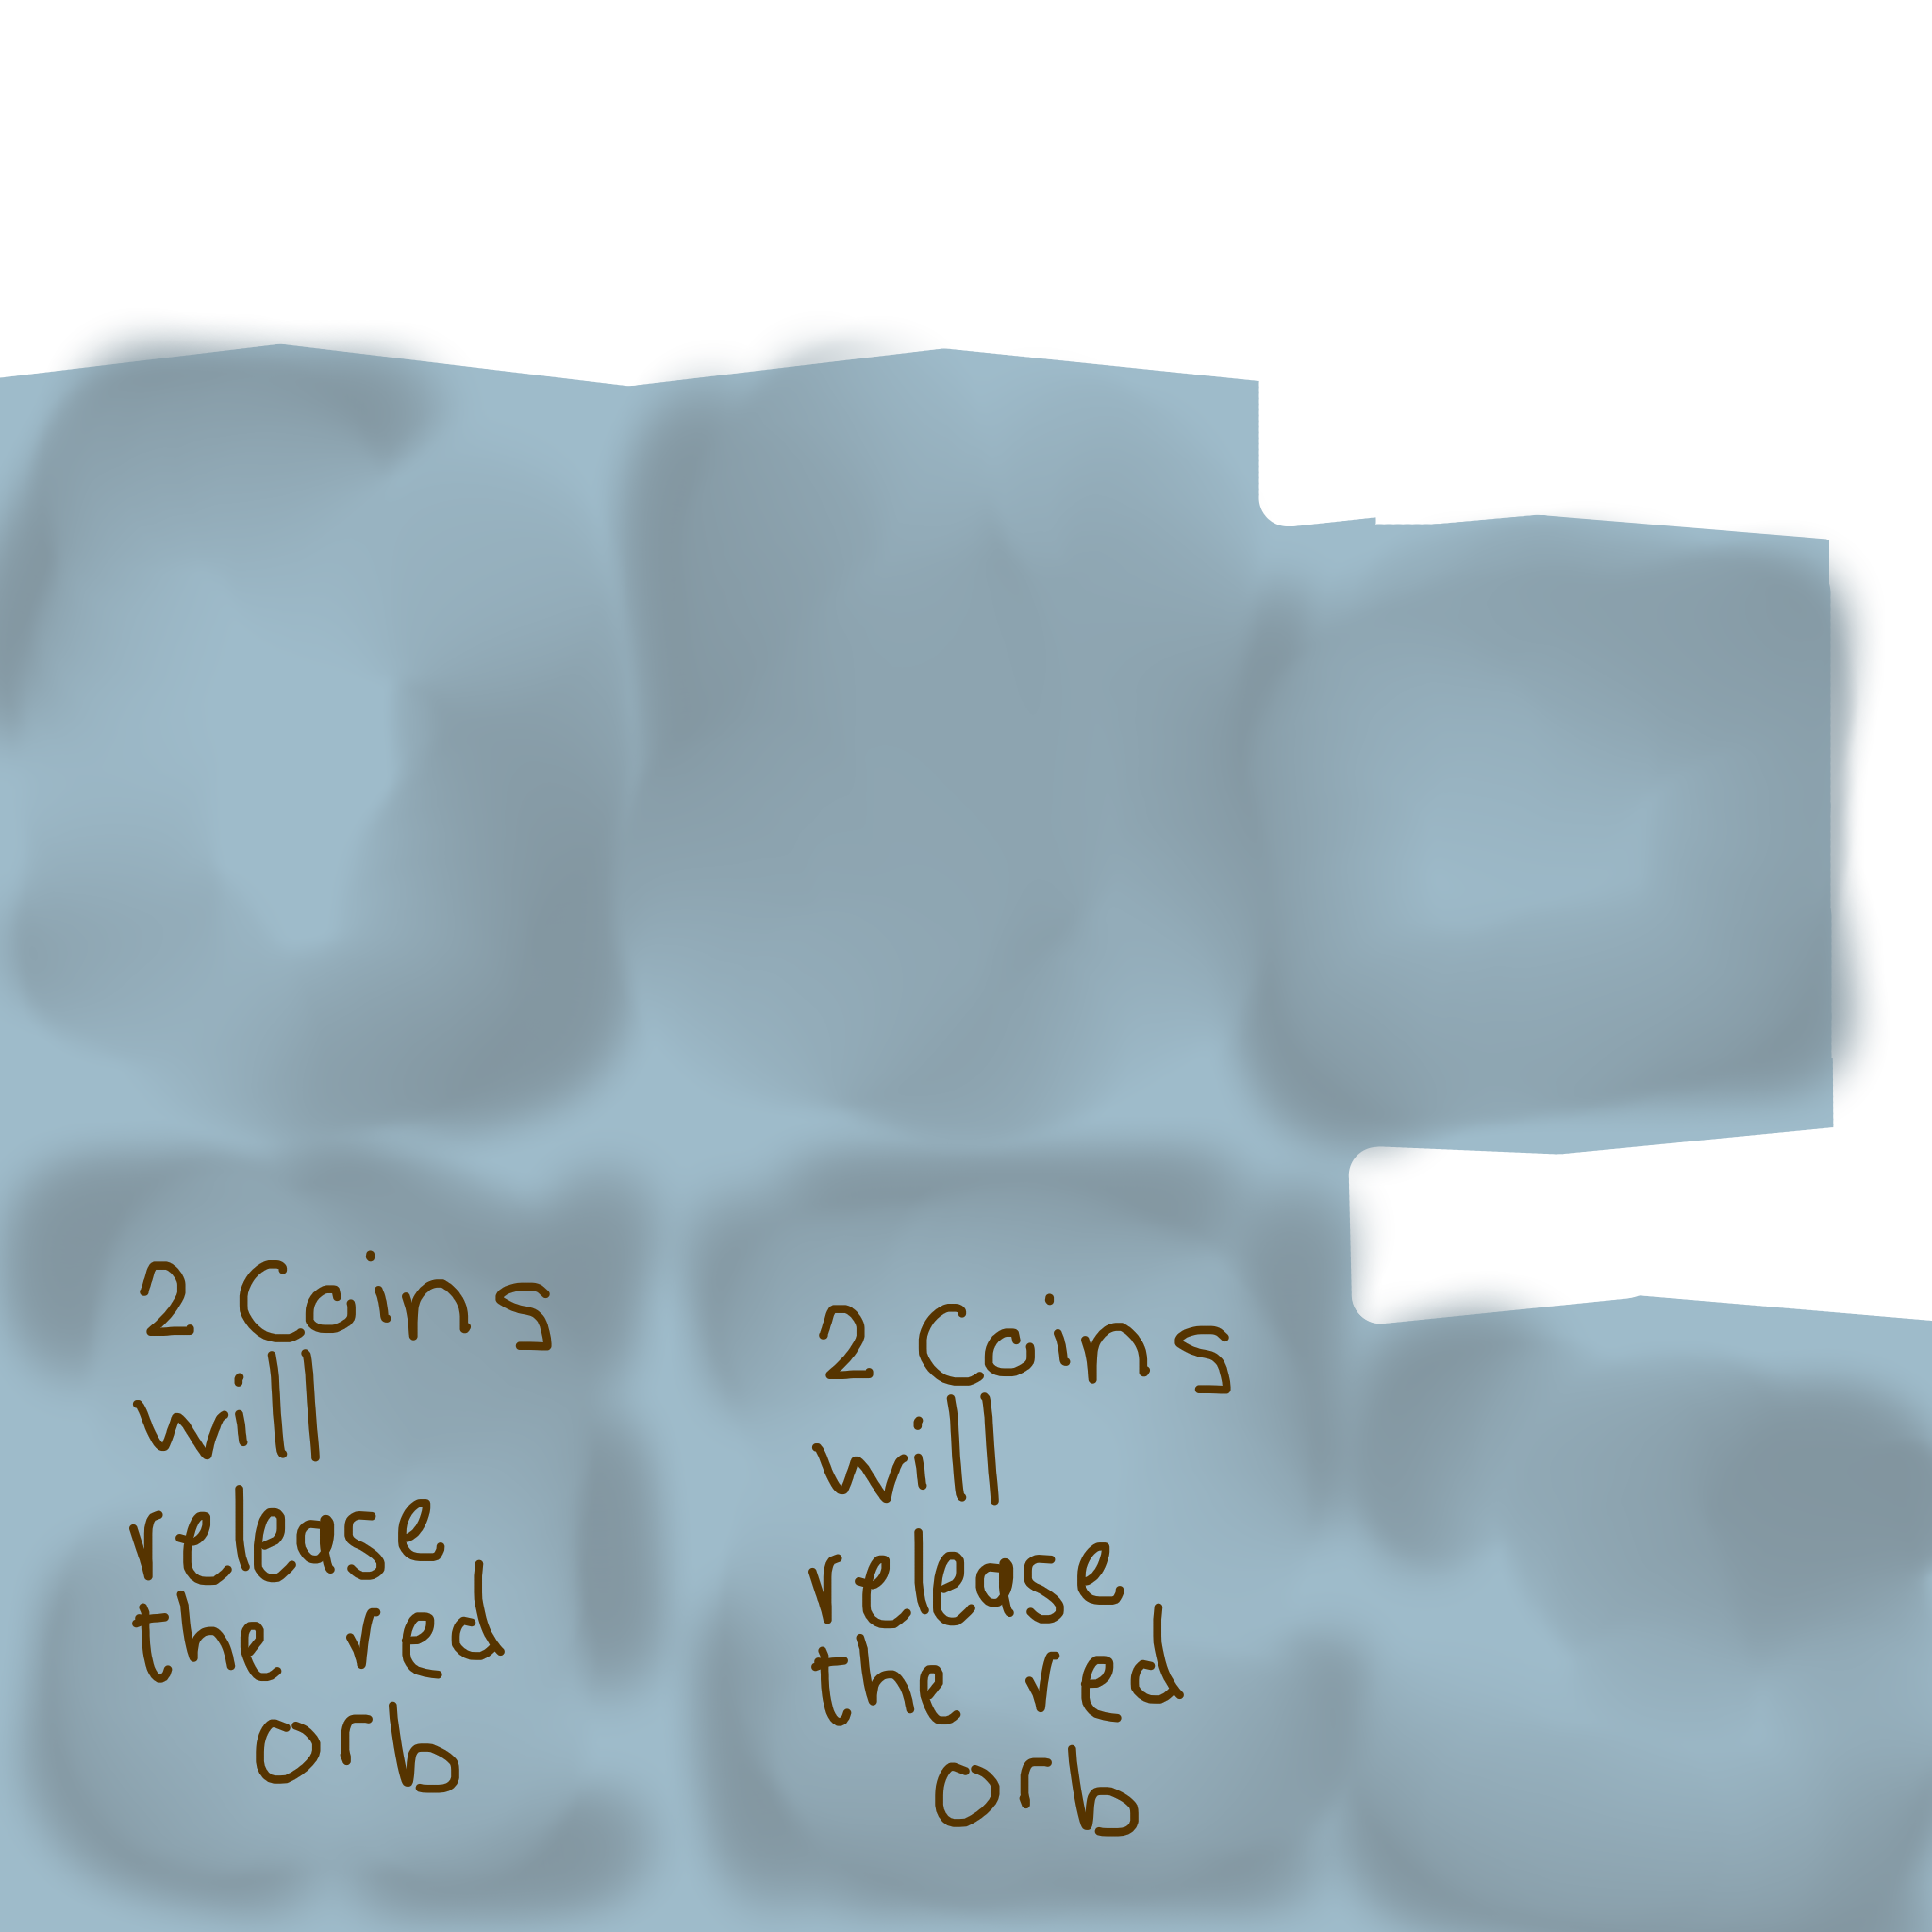 2 Coins
will
release
the red
orb
2 Coins
will
release
the red
orb